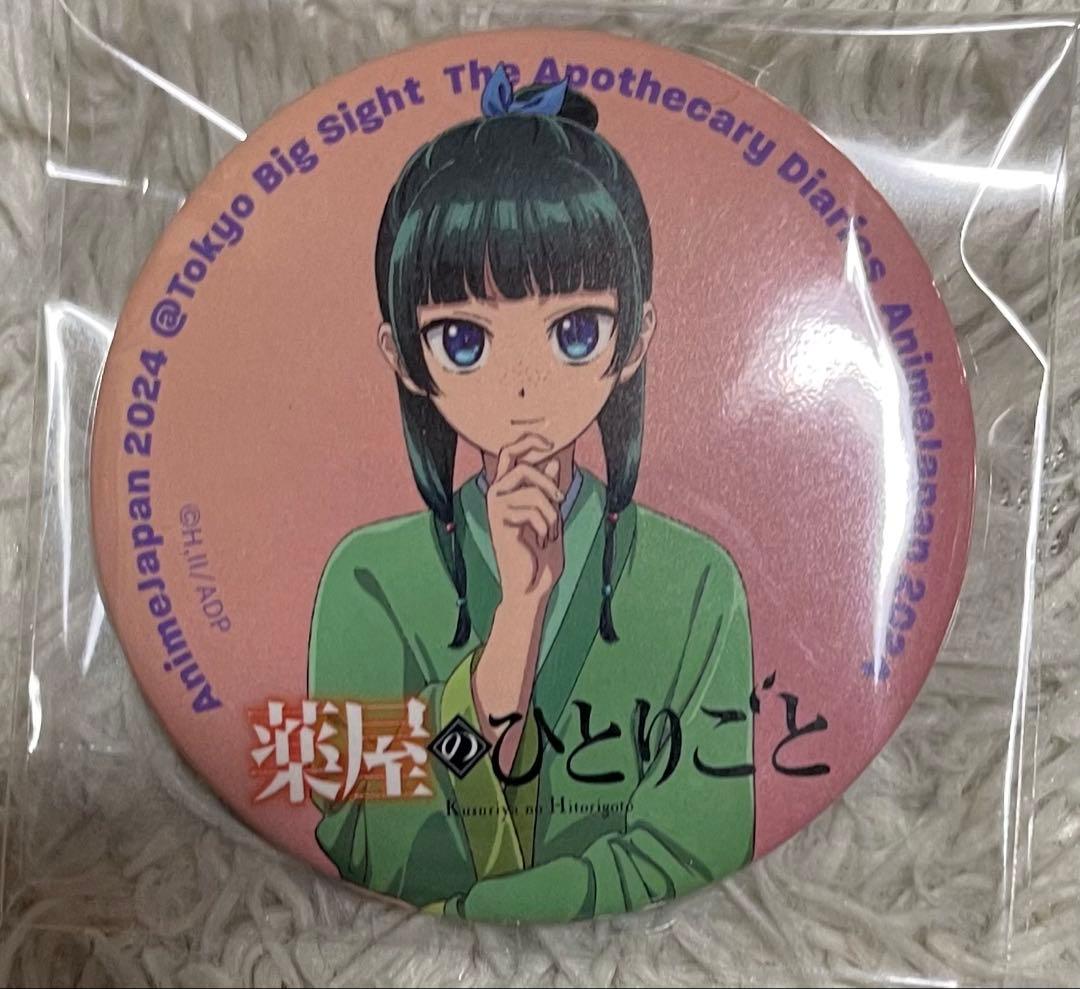 AnimeJapan 2024 @Tokyo Big Sight The Apothecary Diaries AnimeJapan 2024
©H,II/ADP
薬屋のひとりごと
Kusuriya no Hitorigoto